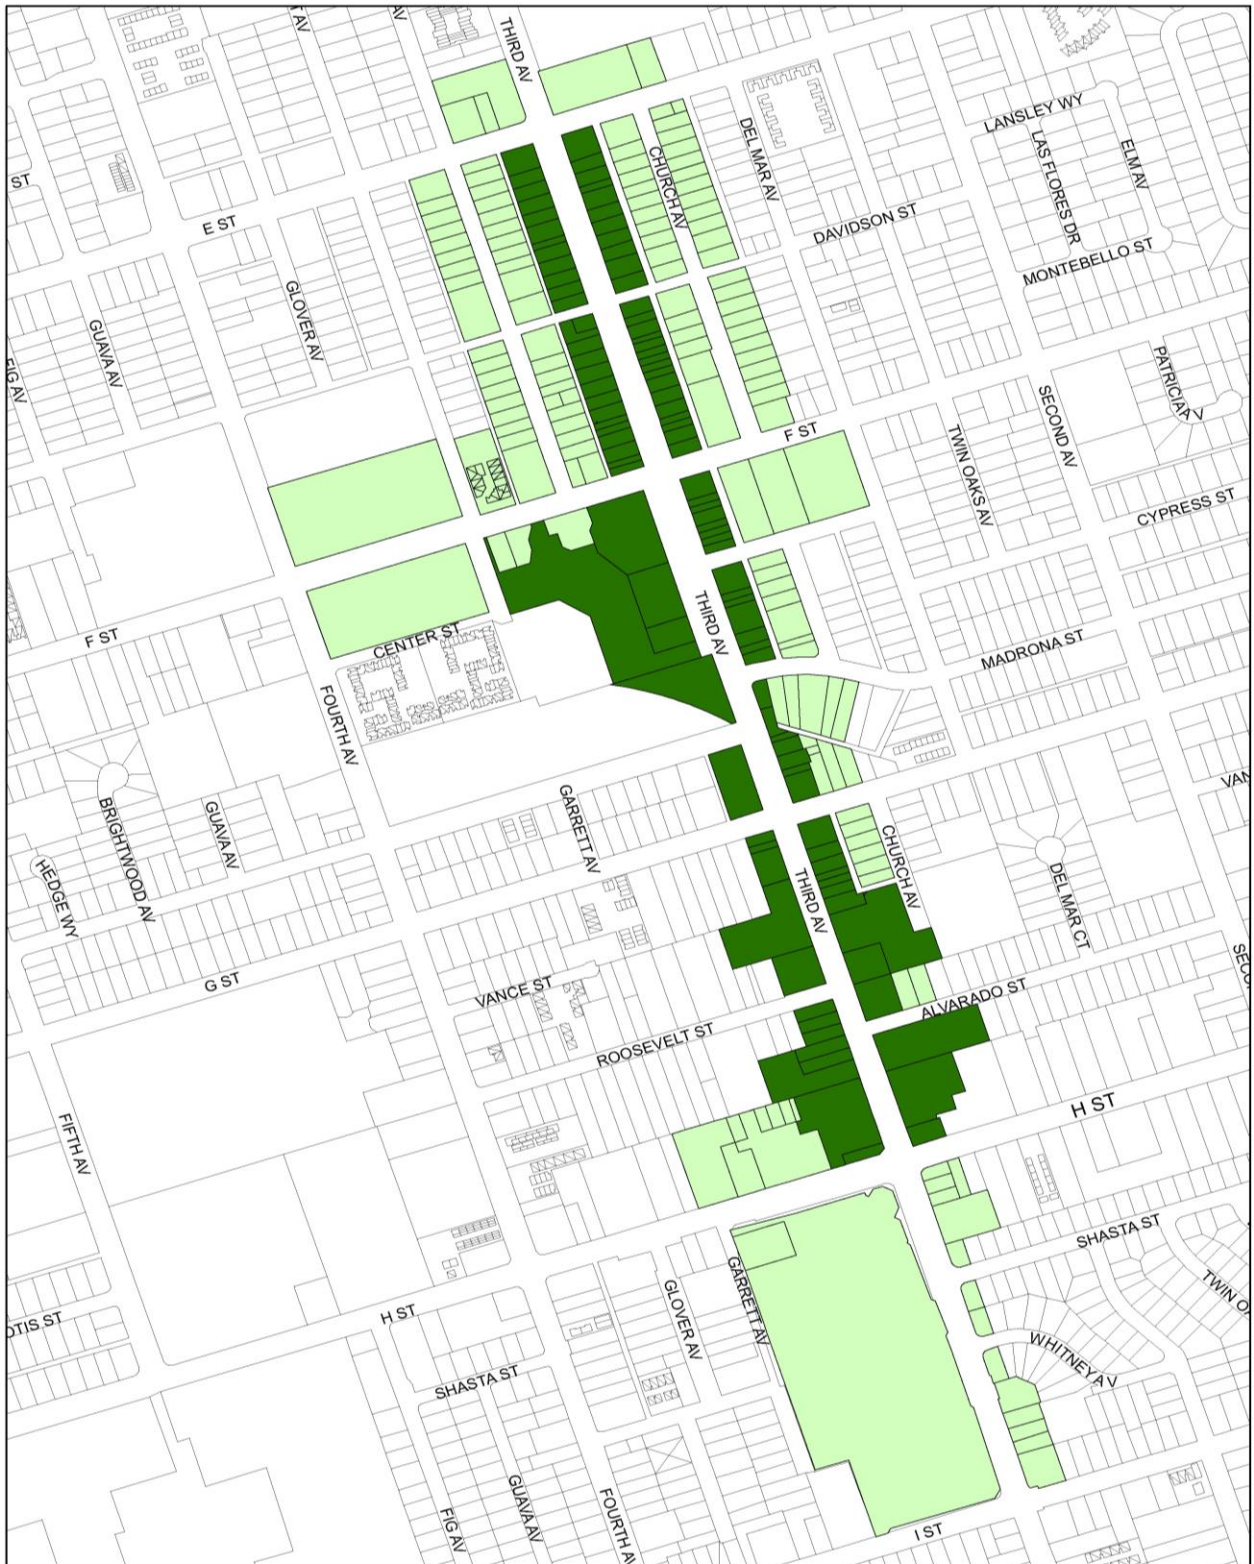 AV
AV
THIRD AV
LANSLEY WY
DEL MAR AV
CHURCH AV
LAS FLORES DR
ELM AV
ST
E ST
DAVIDSON ST
MONTEBELLO ST
GLOVER AV
GUAVA AV
FIG AV
PATRICIA AV
SECOND AV
F ST
TWIN OAKS AV
CYPRESS ST
THIRD AV
F ST
CENTER ST
MADRONA ST
FOURTH AV
VAN
GARRETT AV
BRIGHTWOOD AV
GUAVA AV
CHURCH AV
HEDGE WY
THIRD AV
DEL MAR CT
G ST
VANCE ST
ALVARADO ST
ROOSEVELT ST
H ST
FIFTH AV
SHASTA ST
GARRETT AV
GLOVER AV
TWIN O
H ST
OTIS ST
WHITNEY AV
SHASTA ST
GUAVA AV
FIG AV
FOURTH AV
I ST